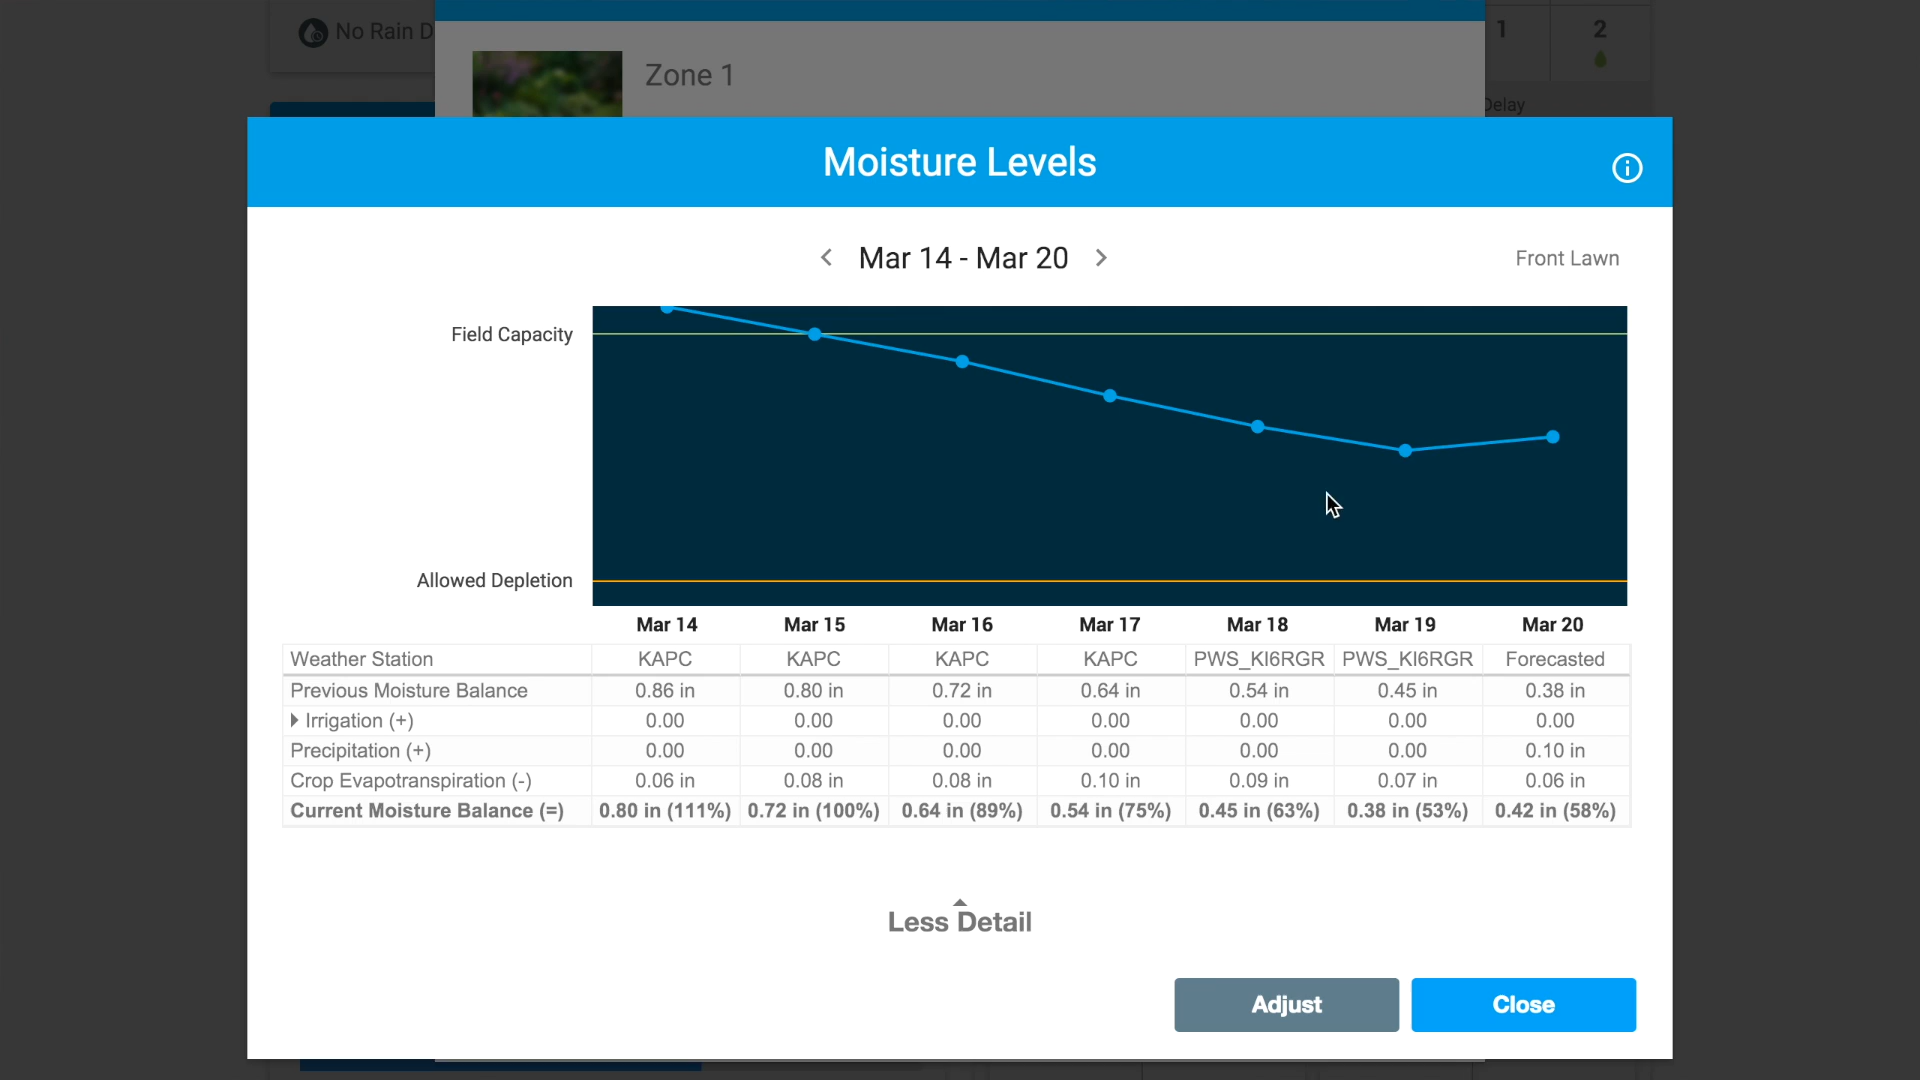 No Rain D
1
2
Zone 1
Delay
Moisture Levels
Mar 14 - Mar 20
Front Lawn
Field Capacity
Allowed Depletion
Mar 14 Mar 15 Mar 16 Mar 17 Mar 18 Mar 19 Mar 20
Weather Station KAPC KAPC KAPC KAPC PWS_KI6RGR PWS_KI6RGR Forecasted
Previous Moisture Balance 0.86 in 0.80 in 0.72 in 0.64 in 0.54 in 0.45 in 0.38 in
Irrigation (+) 0.00 0.00 0.00 0.00 0.00 0.00 0.00
Precipitation (+) 0.00 0.00 0.00 0.00 0.00 0.00 0.10 in
Crop Evapotranspiration (-) 0.06 in 0.08 in 0.08 in 0.10 in 0.09 in 0.07 in 0.06 in
Current Moisture Balance (=) 0.80 in (111%) 0.72 in (100%) 0.64 in (89%) 0.54 in (75%) 0.45 in (63%) 0.38 in (53%) 0.42 in (58%)
Less Detail
Adjust
Close